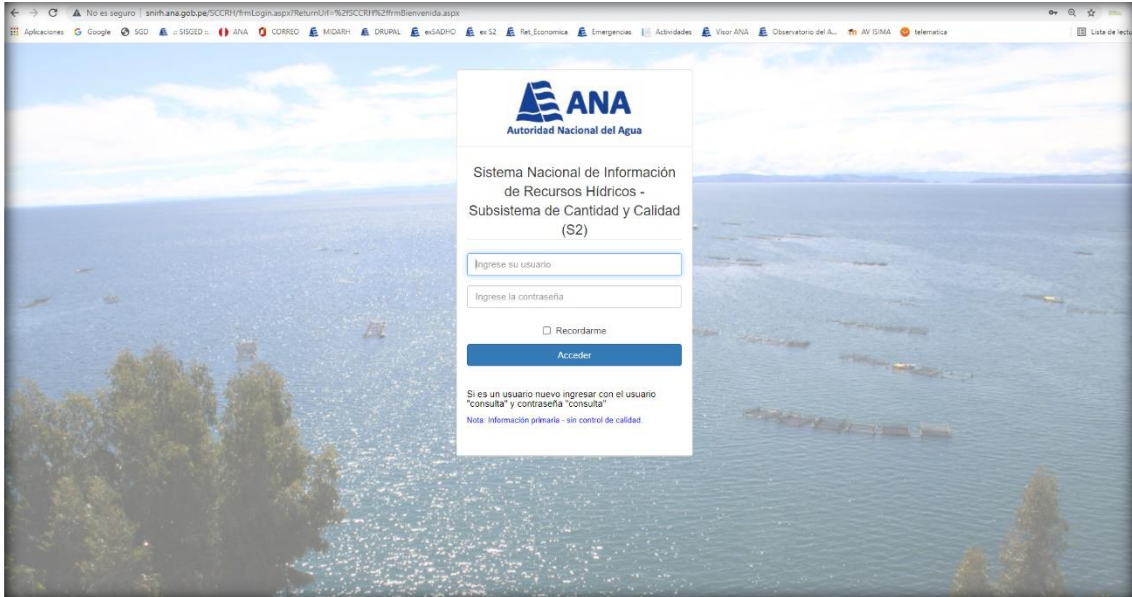 No es seguro | snirh.ana.gob.pe/SCCRH/frmLogin.aspx?ReturnUrl=%2fSCCRH%2ffrmBienvenida.aspx
Aplicaciones Google SGD :: SISGED :: ANA CORREO MIDARH DRUPAL exSADHO ex S2 Ret_Economica Emergencias Actividades Visor ANA Observatorio del A... AV ISIMA telematica Lista de lectu
ANA
Autoridad Nacional del Agua
Sistema Nacional de Información
de Recursos Hídricos -
Subsistema de Cantidad y Calidad
(S2)
Ingrese su usuario
Ingrese la contraseña
Recordarme
Acceder
Si es un usuario nuevo ingresar con el usuario
"consulta" y contraseña "consulta"
Nota: Información primaria - sin control de calidad